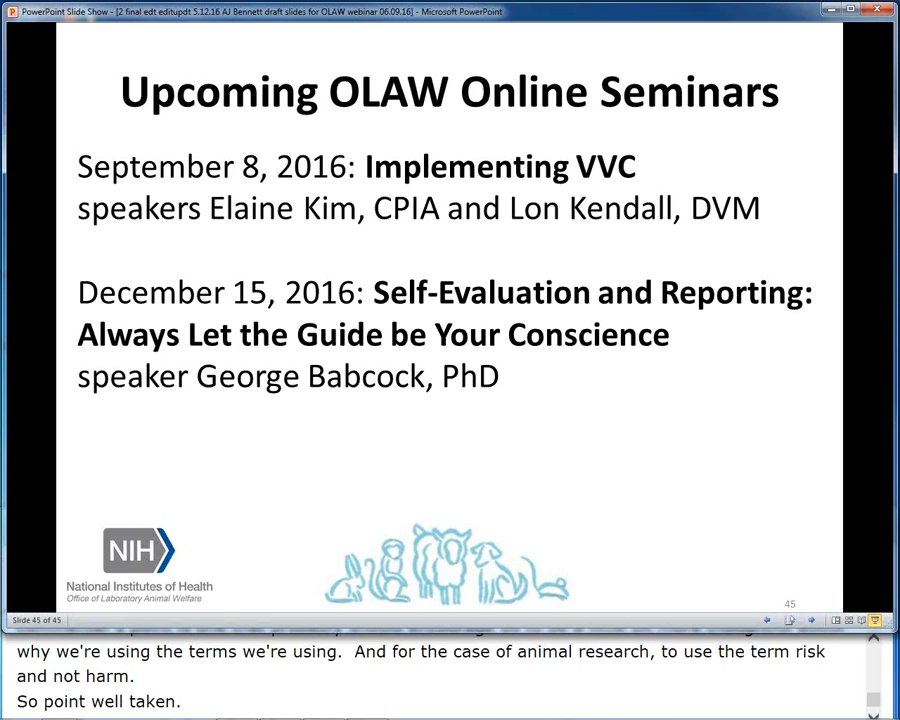 PowerPoint Slide Show - [2 final edt editupdt 5.12.16 AJ Bennett draft slides for OLAW webinar 06.09.16] - Microsoft PowerPoint
Upcoming OLAW Online Seminars
September 8, 2016: Implementing VVC
speakers Elaine Kim, CPIA and Lon Kendall, DVM
December 15, 2016: Self-Evaluation and Reporting:
Always Let the Guide be Your Conscience
speaker George Babcock, PhD
NIH
National Institutes of Health
Office of Laboratory Animal Welfare
45
Slide 45 of 45
why we're using the terms we're using. And for the case of animal research, to use the term risk
and not harm.
So point well taken.